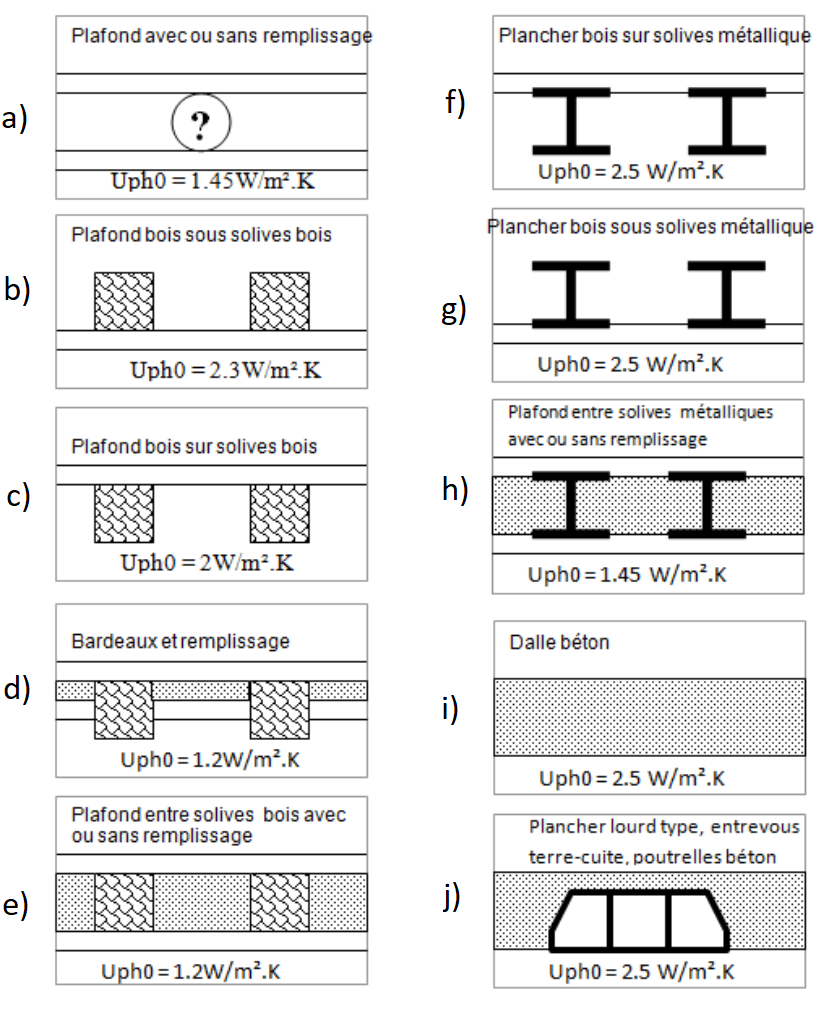 a)
Plafond avec ou sans remplissage
?
Uph0 = 1.45W/m².K
b)
Plafond bois sous solives bois
Uph0 = 2.3W/m².K
c)
Plafond bois sur solives bois
Uph0 = 2W/m².K
d)
Bardeaux et remplissage
Uph0 = 1.2W/m².K
e)
Plafond entre solives bois avec
ou sans remplissage
Uph0 = 1.2W/m².K
f)
Plancher bois sur solives métallique
Uph0 = 2.5 W/m².K
g)
Plancher bois sous solives métallique
Uph0 = 2.5 W/m².K
h)
Plafond entre solives métalliques
avec ou sans remplissage
Uph0 = 1.45 W/m².K
i)
Dalle béton
Uph0 = 2.5 W/m².K
j)
Plancher lourd type, entrevous
terre-cuite, poutrelles béton
Uph0 = 2.5 W/m².K